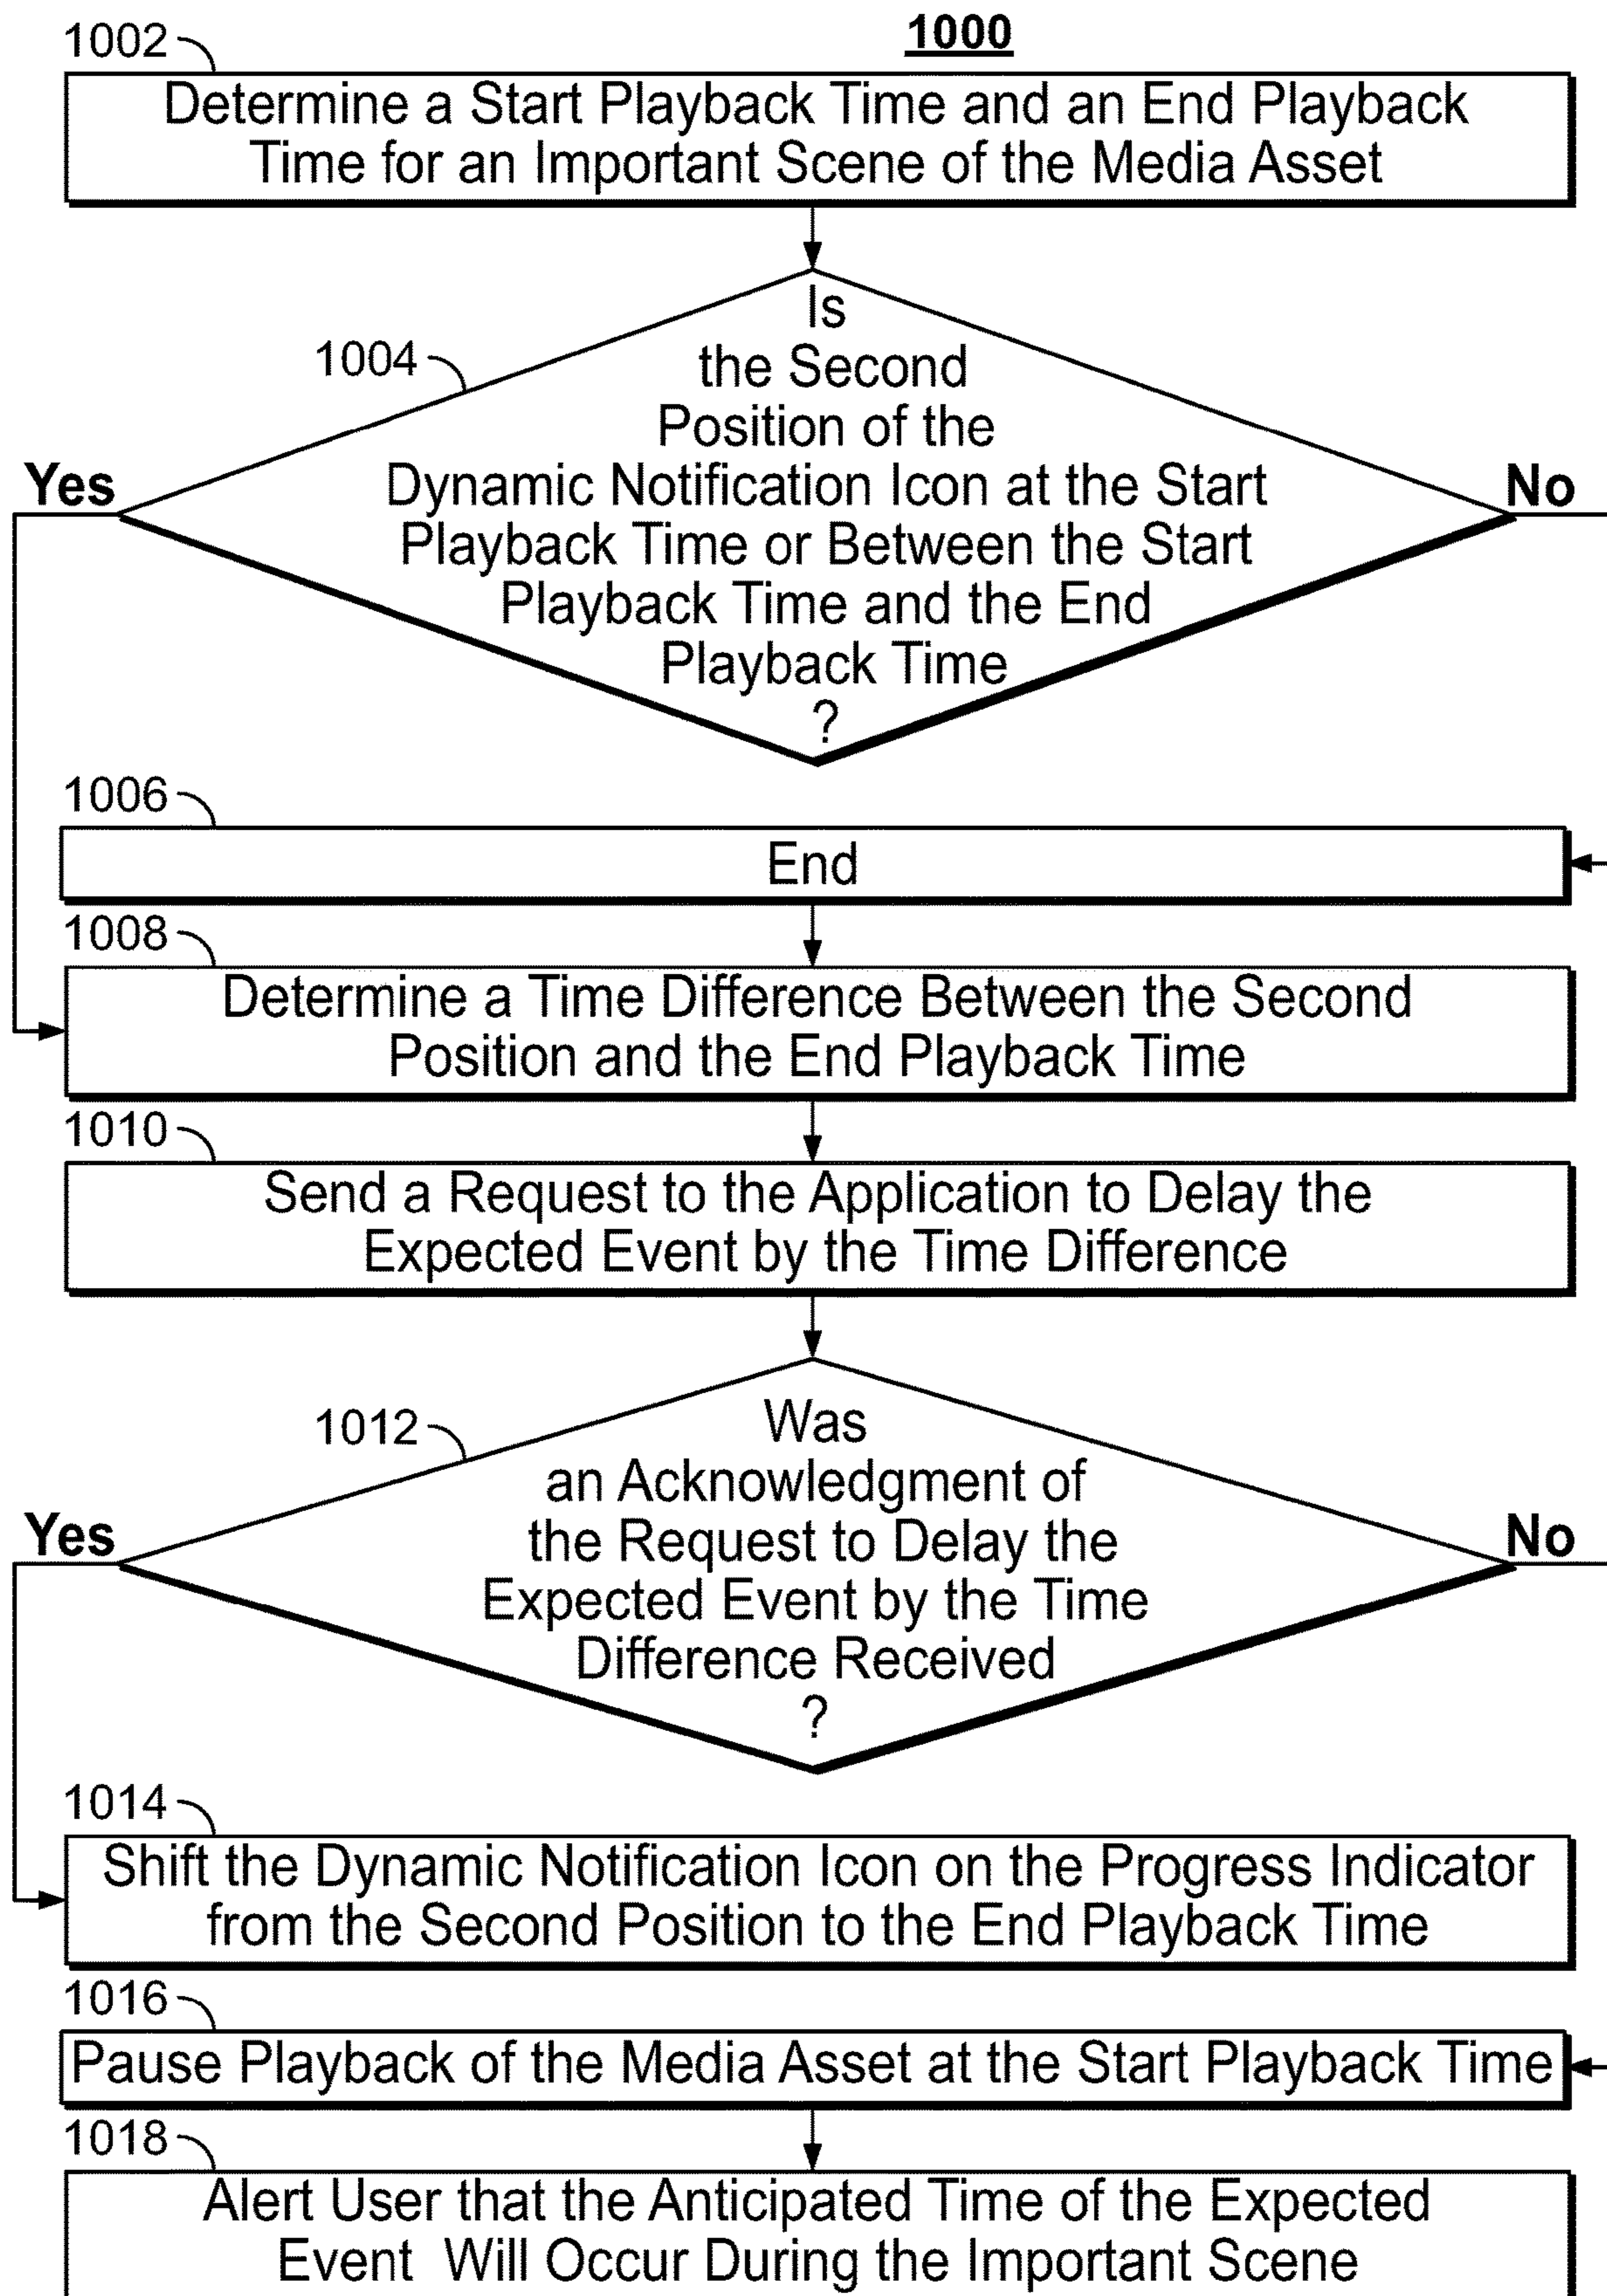 1000
1002
Determine a Start Playback Time and an End Playback
Time for an Important Scene of the Media Asset
1004
Is
the Second
Position of the
Dynamic Notification Icon at the Start
Playback Time or Between the Start
Playback Time and the End
Playback Time
?
Yes
No
1006
End
1008
Determine a Time Difference Between the Second
Position and the End Playback Time
1010
Send a Request to the Application to Delay the
Expected Event by the Time Difference
1012
Was
an Acknowledgment of
the Request to Delay the
Expected Event by the Time
Difference Received
?
Yes
No
1014
Shift the Dynamic Notification Icon on the Progress Indicator
from the Second Position to the End Playback Time
1016
Pause Playback of the Media Asset at the Start Playback Time
1018
Alert User that the Anticipated Time of the Expected
Event Will Occur During the Important Scene